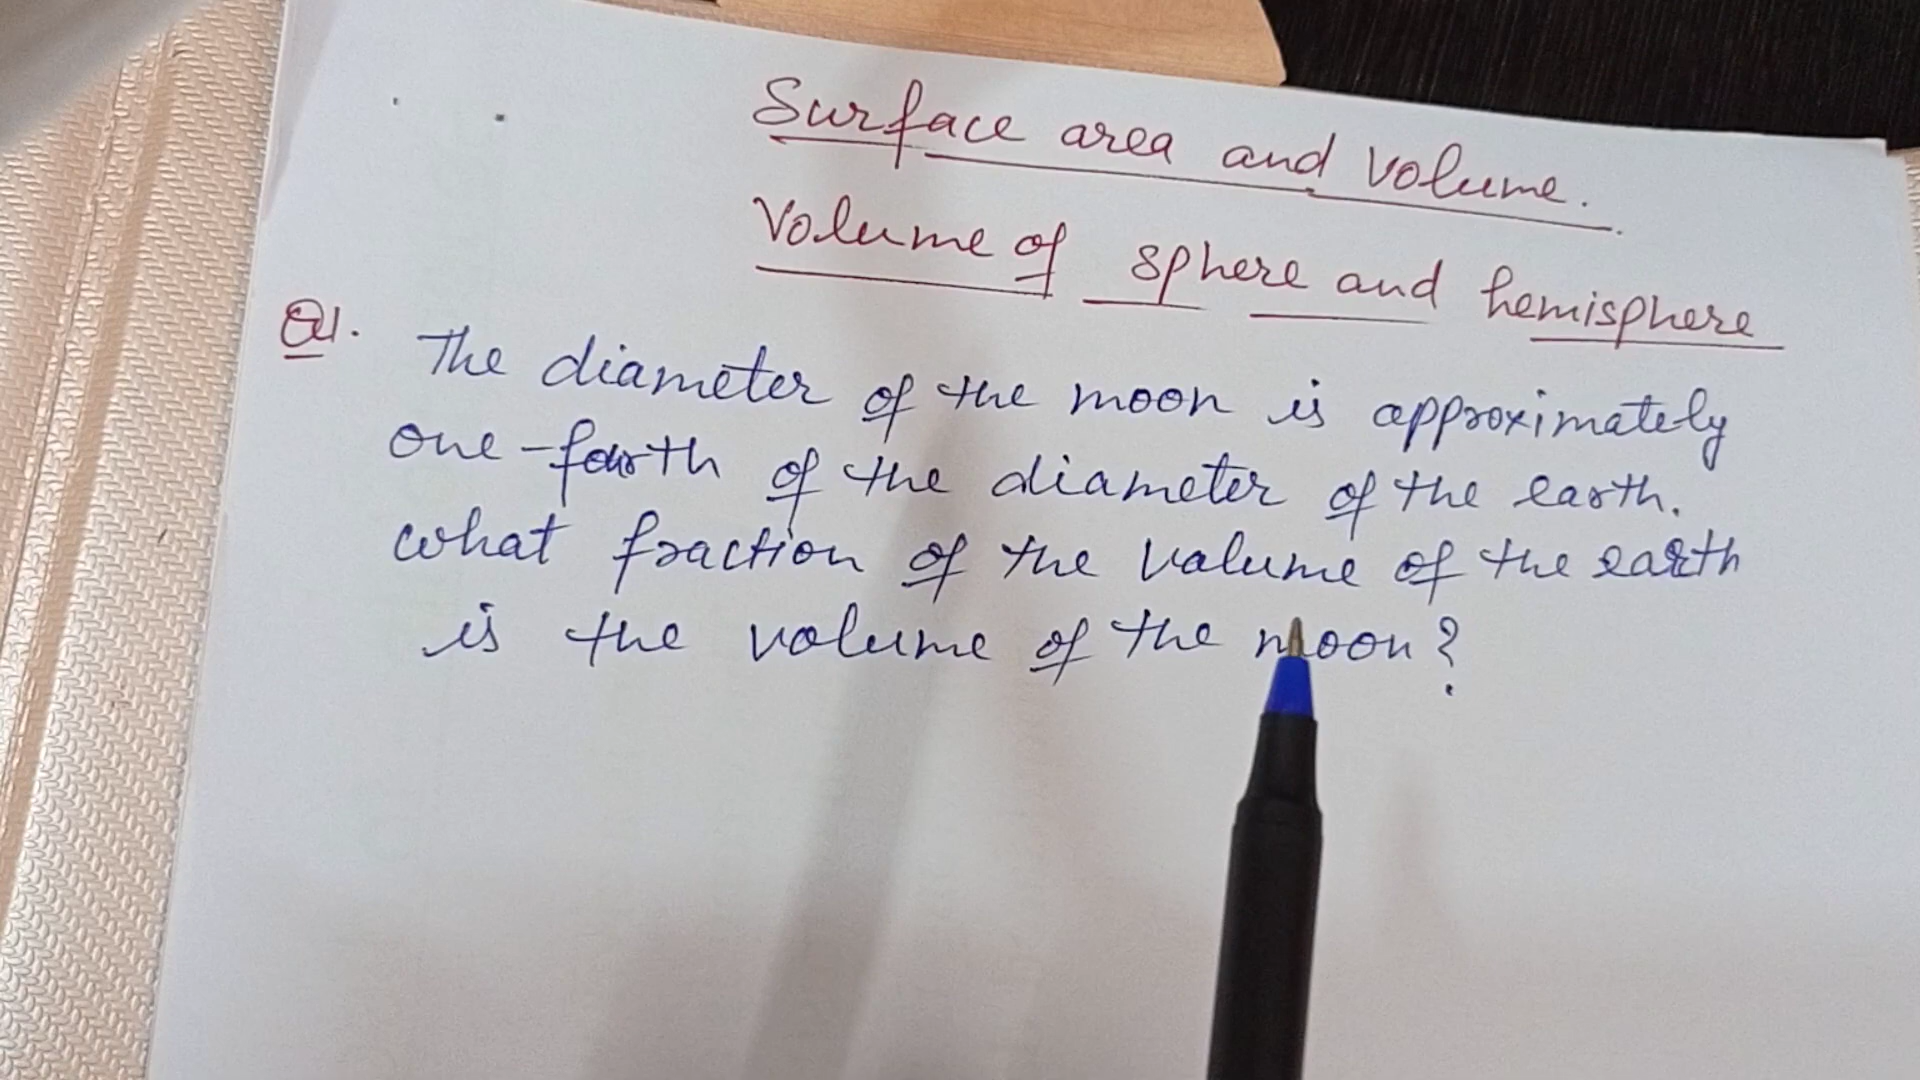 Surface area and Volume.
Volume of sphere and hemisphere
Q1. The diameter of the moon is approximately
one-fourth of the diameter of the earth.
what fraction of the volume of the earth
is the volume of the moon?